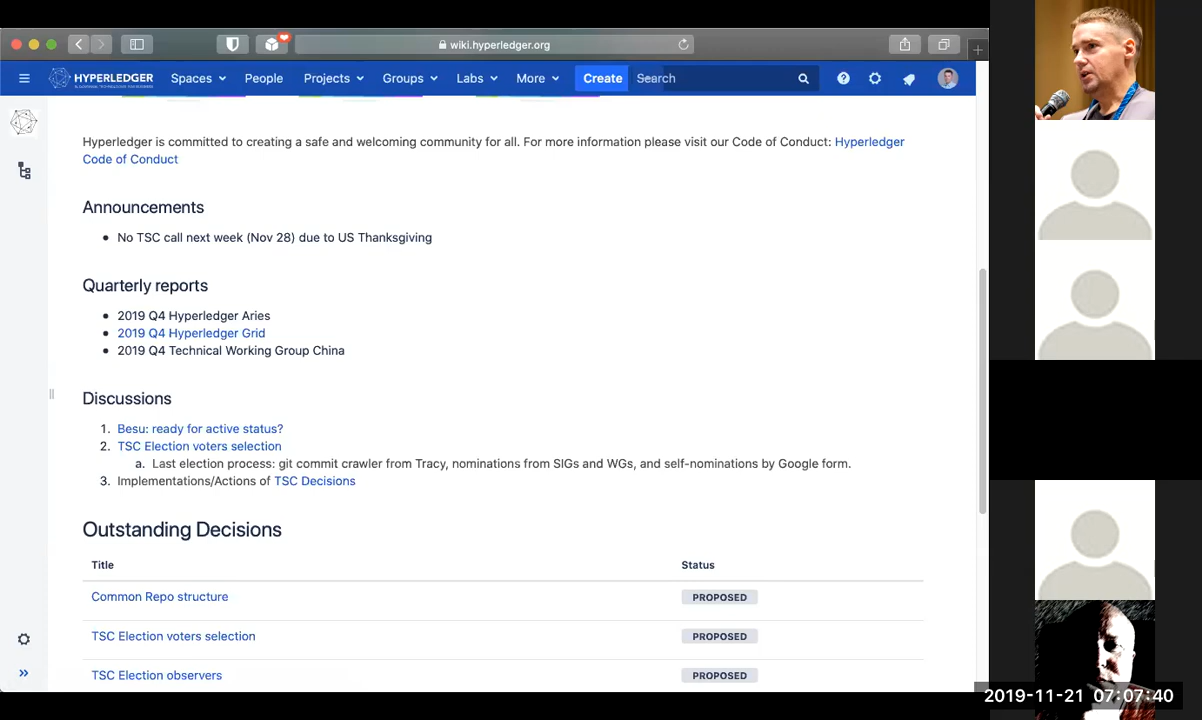 wiki.hyperledger.org
HYPERLEDGER Spaces People Projects Groups Labs More Create Search
Hyperledger is committed to creating a safe and welcoming community for all. For more information please visit our Code of Conduct: Hyperledger
Code of Conduct
Announcements
No TSC call next week (Nov 28) due to US Thanksgiving
Quarterly reports
2019 Q4 Hyperledger Aries
2019 Q4 Hyperledger Grid
2019 Q4 Technical Working Group China
Discussions
1. Besu: ready for active status?
2. TSC Election voters selection
a. Last election process: git commit crawler from Tracy, nominations from SIGs and WGs, and self-nominations by Google form.
3. Implementations/Actions of TSC Decisions
Outstanding Decisions
Title Status
Common Repo structure PROPOSED
TSC Election voters selection PROPOSED
TSC Election observers PROPOSED
2019-11-21 07:07:40